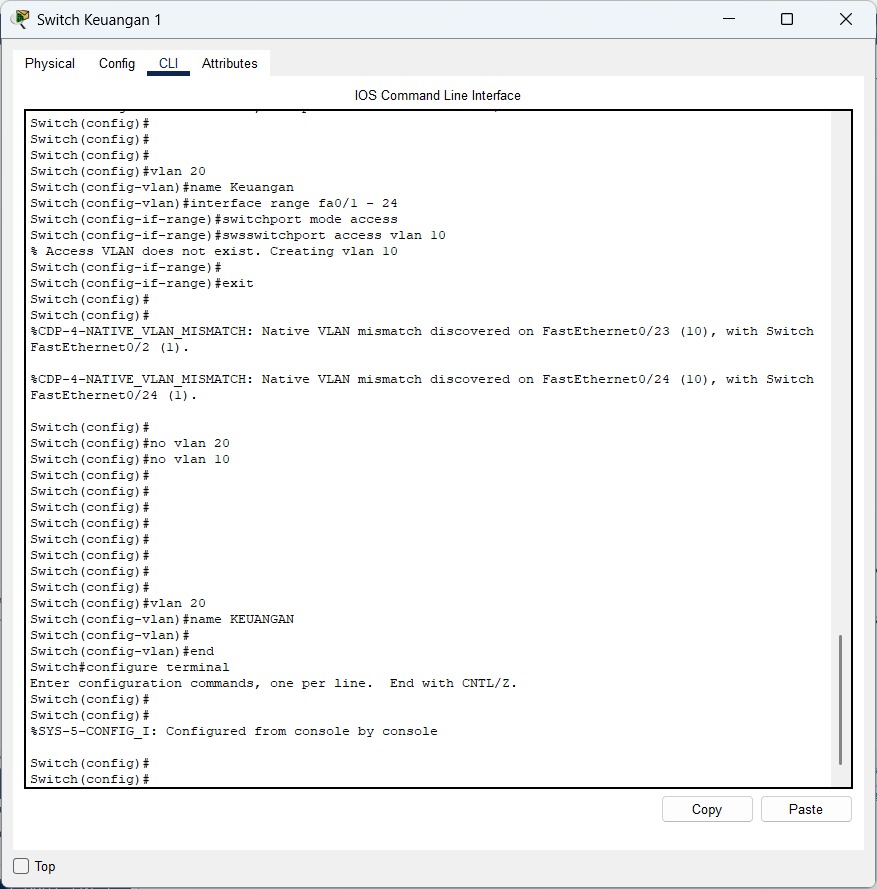 Switch Keuangan 1
Physical Config CLI Attributes
IOS Command Line Interface
Switch(config)#
Switch(config)#
Switch(config)#
Switch(config)#vlan 20
Switch(config-vlan)#name Keuangan
Switch(config-vlan)#interface range fa0/1 - 24
Switch(config-if-range)#switchport mode access
Switch(config-if-range)#swsswitchport access vlan 10
% Access VLAN does not exist. Creating vlan 10
Switch(config-if-range)#
Switch(config-if-range)#exit
Switch(config)#
Switch(config)#
%CDP-4-NATIVE_VLAN_MISMATCH: Native VLAN mismatch discovered on FastEthernet0/23 (10), with Switch
FastEthernet0/2 (1).
%CDP-4-NATIVE_VLAN_MISMATCH: Native VLAN mismatch discovered on FastEthernet0/24 (10), with Switch
FastEthernet0/24 (1).
Switch(config)#
Switch(config)#no vlan 20
Switch(config)#no vlan 10
Switch(config)#
Switch(config)#
Switch(config)#
Switch(config)#
Switch(config)#
Switch(config)#
Switch(config)#
Switch(config)#
Switch(config)#vlan 20
Switch(config-vlan)#name KEUANGAN
Switch(config-vlan)#
Switch(config-vlan)#end
Switch#configure terminal
Enter configuration commands, one per line.  End with CNTL/Z.
Switch(config)#
Switch(config)#
%SYS-5-CONFIG_I: Configured from console by console
Switch(config)#
Switch(config)#
Copy Paste
Top